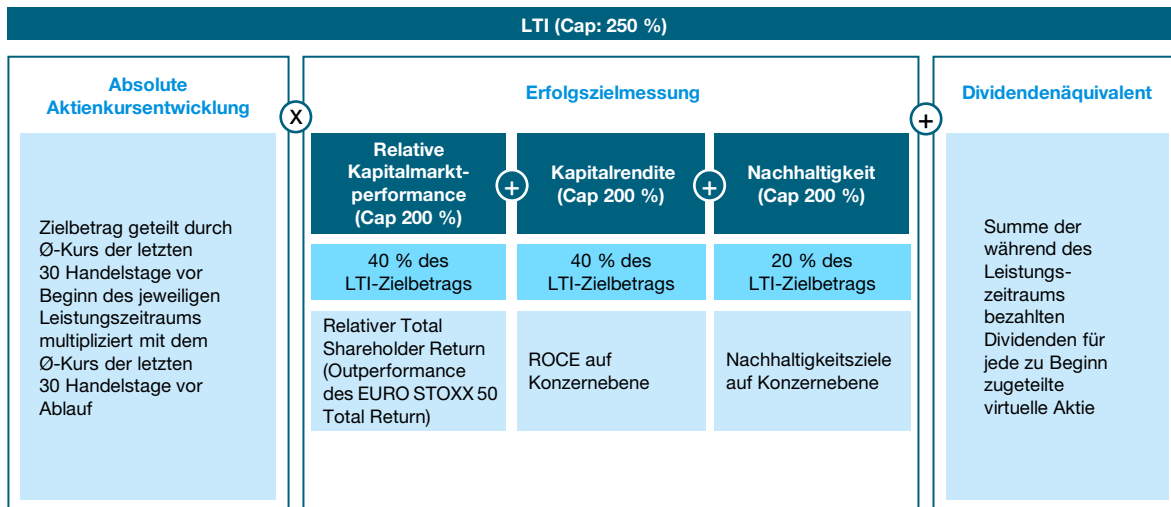 LTI (Cap: 250 %)
Absolute
Aktienkursentwicklung
Zielbetrag geteilt durch
Ø-Kurs der letzten
30 Handelstage vor
Beginn des jeweiligen
Leistungszeitraums
multipliziert mit dem
Ø-Kurs der letzten
30 Handelstage vor
Ablauf
X
Erfolgszielmessung
Relative
Kapitalmarkt-
performance
(Cap 200 %)
40 % des
LTI-Zielbetrags
Relativer Total
Shareholder Return
(Outperformance
des EURO STOXX 50
Total Return)
+
Kapitalrendite
(Cap 200 %)
40 % des
LTI-Zielbetrags
ROCE auf
Konzernebene
+
Nachhaltigkeit
(Cap 200 %)
20 % des
LTI-Zielbetrags
Nachhaltigkeitsziele
auf Konzernebene
+
Dividendenäquivalent
Summe der
während des
Leistungs-
zeitraums
bezahlten
Dividenden für
jede zu Beginn
zugeteilte
virtuelle Aktie